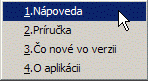 1.Nápoveda
2.Príručka
3.Čo nové vo verzii
4.O aplikácii